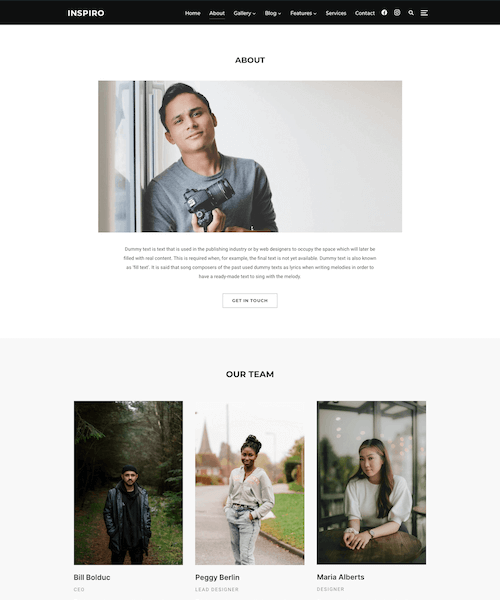 INSPIRO
Home About Gallery Blog Features Services Contact
ABOUT
Dummy text is text that is used in the publishing industry or by web designers to occupy the space which will later be
filled with real content. This is required when, for example, the final text is not yet available. Dummy text is also known
as 'fill text'. It is said that song composers of the past used dummy texts as lyrics when writing melodies in order to
have a ready-made text to sing with the melody.
GET IN TOUCH
OUR TEAM
Bill Bolduc
CEO
Peggy Berlin
LEAD DESIGNER
Maria Alberts
DESIGNER